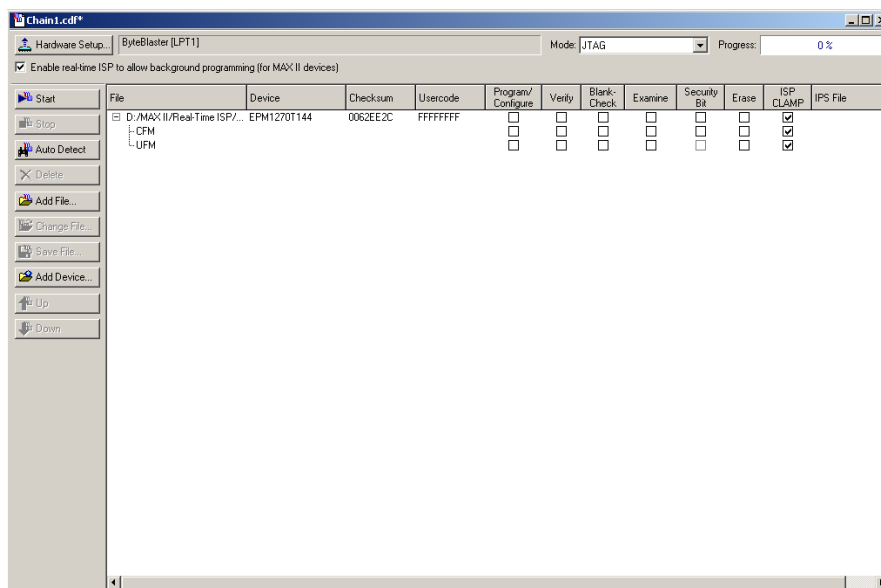 Chain1.cdf*
Hardware Setup... ByteBlaster [LPT1] Mode: JTAG Progress: 0 %
Enable real-time ISP to allow background programming (for MAX II devices)
Start
Stop
Auto Detect
Delete
Add File...
Change File...
Save File...
Add Device...
Up
Down
File Device Checksum Usercode Program/ Configure Verify Blank- Check Examine Security Bit Erase ISP CLAMP IPS File
D:/MAX II/Real-Time ISP/... EPM1270T144 0062EE2C FFFFFFFF
CFM
UFM